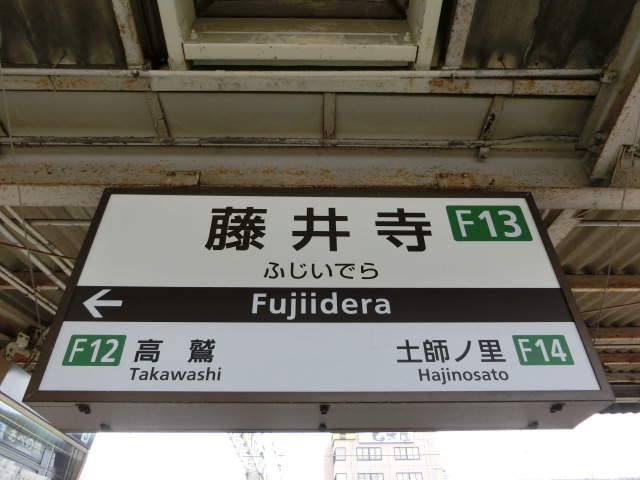 藤井寺 F13
ふじいでら
← Fujiidera
F12 高鷲 土師ノ里 F14
Takawashi Hajinosato